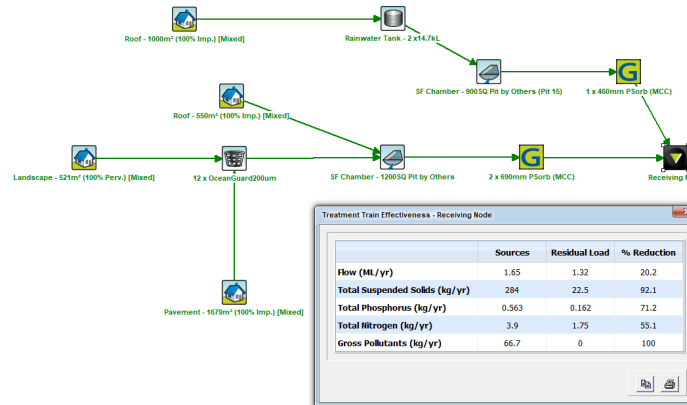 Roof - 1000m² (100% Imp.) [Mixed]
Rainwater Tank - 2 x14.7kL
SF Chamber - 900SQ Pit by Others (Pit 15)
G
1 x 460mm PSorb (MCC)
Roof - 550m² (100% Imp.) [Mixed]
Landscape - 521m² (100% Perv.) [Mixed]
12 x OceanGuard200um
SF Chamber - 1200SQ Pit by Others
G
2 x 690mm PSorb (MCC)
Receiving
Pavement - 1679m² (100% Imp.) [Mixed]
Treatment Train Effectiveness - Receiving Node
Sources Residual Load % Reduction
Flow (ML/yr) 1.65 1.32 20.2
Total Suspended Solids (kg/yr) 284 22.5 92.1
Total Phosphorus (kg/yr) 0.563 0.162 71.2
Total Nitrogen (kg/yr) 3.9 1.75 55.1
Gross Pollutants (kg/yr) 66.7 0 100